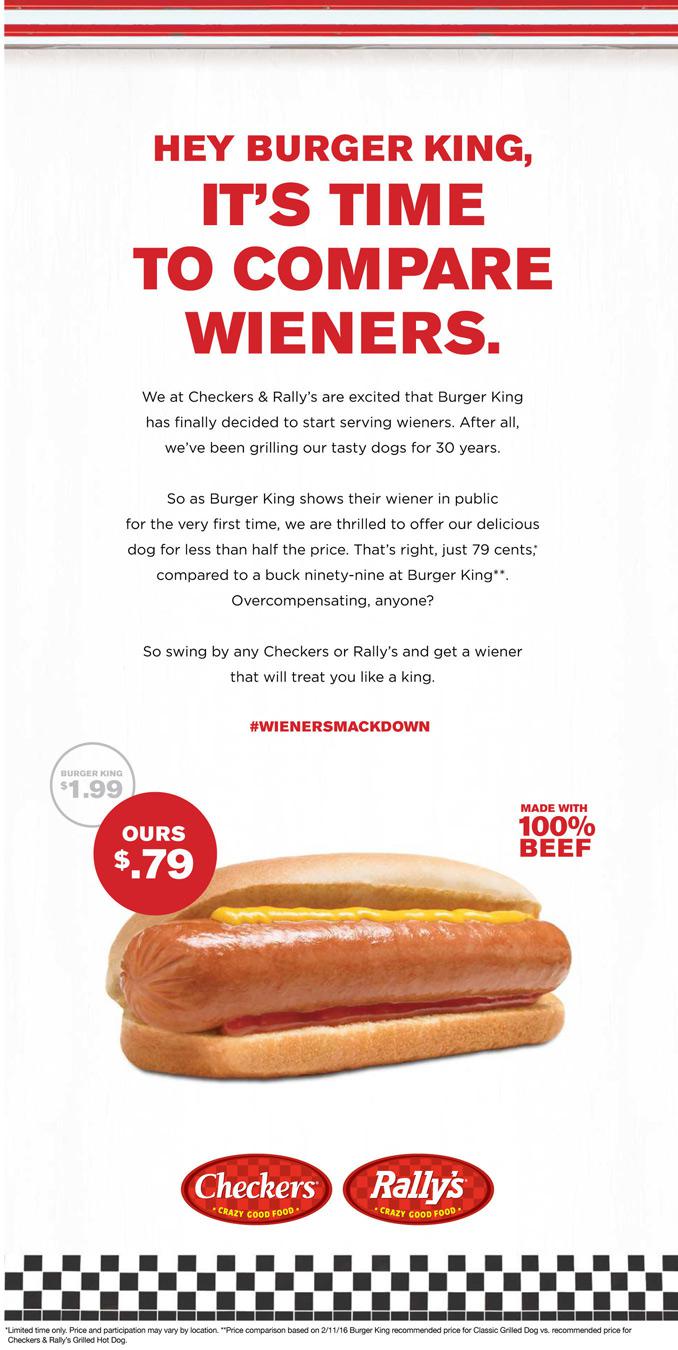 HEY BURGER KING,
IT'S TIME
TO COMPARE
WIENERS.
We at Checkers & Rally's are excited that Burger King
has finally decided to start serving wieners. After all,
we've been grilling our tasty dogs for 30 years.
So as Burger King shows their wiener in public
for the very first time, we are thrilled to offer our delicious
dog for less than half the price. That's right, just 79 cents,*
compared to a buck ninety-nine at Burger King**.
Overcompensating, anyone?
So swing by any Checkers or Rally's and get a wiener
that will treat you like a king.
#WIENERSMACKDOWN
BURGER KING
$1.99
OURS
$.79
MADE WITH
100%
BEEF
Checkers®
• CRAZY GOOD FOOD •
Rally's®
• CRAZY GOOD FOOD •
*Limited time only. Price and participation may vary by location. **Price comparison based on 2/11/16 Burger King recommended price for Classic Grilled Dog vs. recommended price for
Checkers & Rally's Grilled Hot Dog.